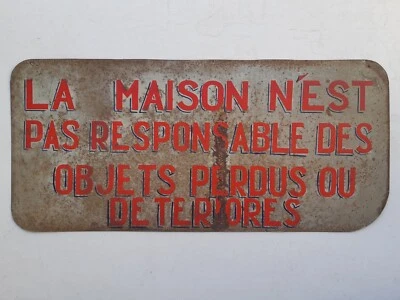 LA MAISON N'EST
PAS RESPONSABLE DES
OBJETS PERDUS OU
DETERIORES